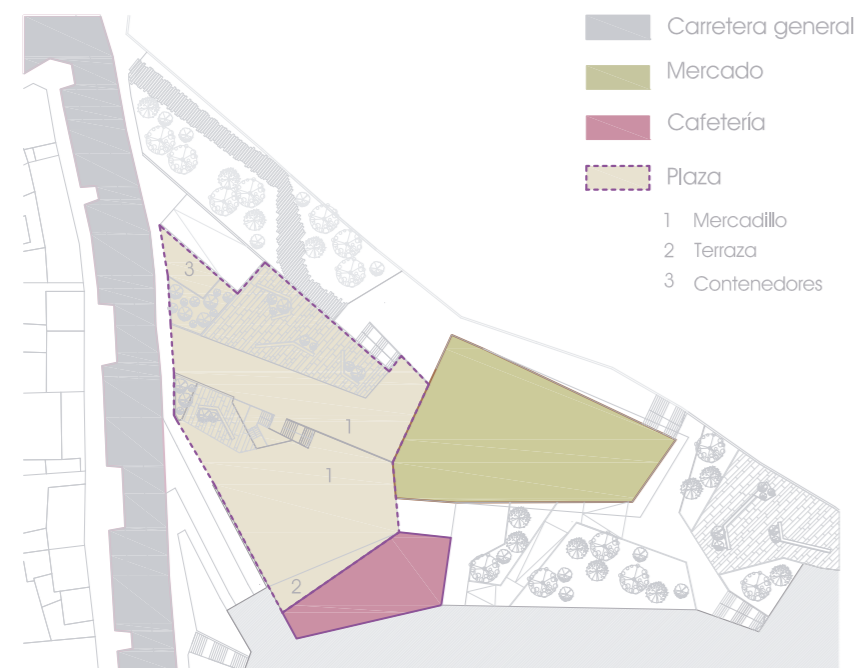 Carretera general
Mercado
Cafetería
Plaza
1 Mercadillo
2 Terraza
3 Contenedores
3
1
1
2